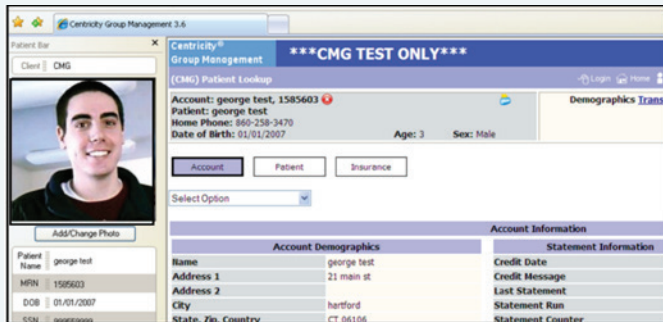 Centricity Group Management 3.6
Patient Bar
×
Client CMG
Add/Change Photo
Patient Name george test
MRN 1585603
DOB 01/01/2007
SSN
Centricity®
Group Management
***CMG TEST ONLY***
(CMG) Patient Lookup
Login Home
Account: george test, 1585603
Patient: george test
Home Phone: 860-258-3470
Date of Birth: 01/01/2007 Age: 3 Sex: Male
Demographics Trans
Account Patient Insurance
Select Option
Account Information
Account Demographics Statement Information
Name george test Credit Date
Address 1 21 main st Credit Message
Address 2 Last Statement
City hartford Statement Run
State, Zip, Country CT 06106 Statement Counter